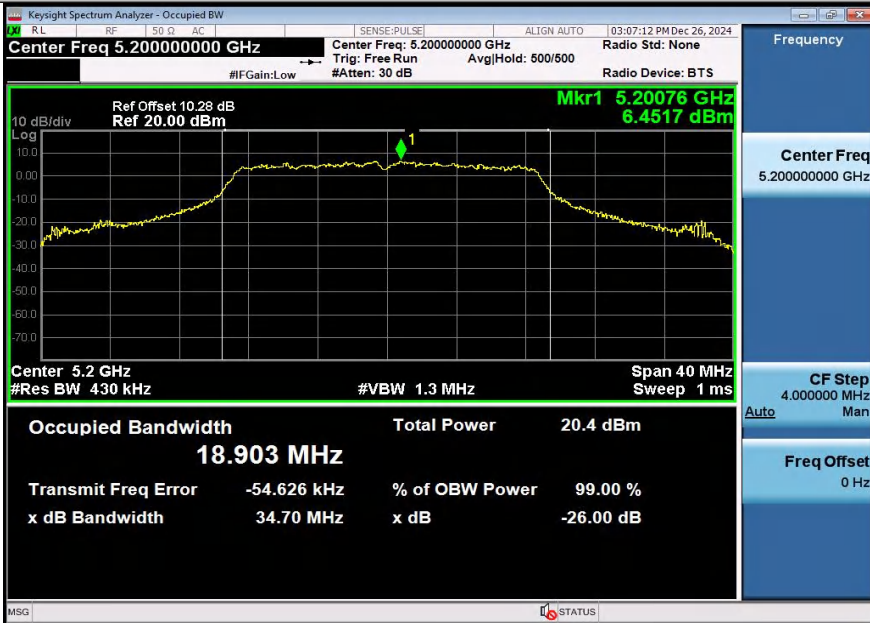 Keysight Spectrum Analyzer - Occupied BW
LXI RL RF 50 Ω AC SENSE:PULSE ALIGN AUTO 03:07:12 PM Dec 26, 2024
Center Freq 5.200000000 GHz
Center Freq: 5.200000000 GHz
Radio Std: None
Trig: Free Run Avg|Hold: 500/500
#IFGain:Low #Atten: 30 dB Radio Device: BTS
Ref Offset 10.28 dB
Mkr1 5.20076 GHz
10 dB/div Ref 20.00 dBm 6.4517 dBm
Log
1
10.0
0.00
-10.0
-20.0
-30.0
-40.0
-50.0
-60.0
-70.0
Center 5.2 GHz Span 40 MHz
#Res BW 430 kHz #VBW 1.3 MHz Sweep 1 ms
Occupied Bandwidth Total Power 20.4 dBm
18.903 MHz
Transmit Freq Error -54.626 kHz % of OBW Power 99.00 %
x dB Bandwidth 34.70 MHz x dB -26.00 dB
MSG STATUS
Frequency
Center Freq
5.200000000 GHz
CF Step
4.000000 MHz
Auto Man
Freq Offset
0 Hz